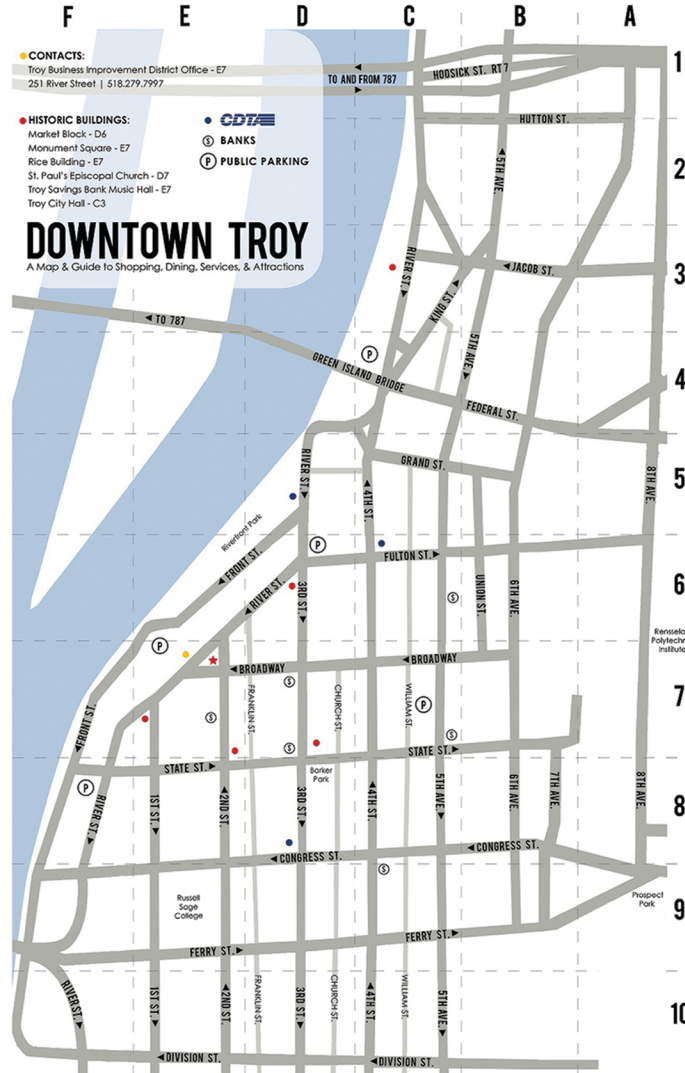 F E D C B A
CONTACTS:
Troy Business Improvement District Office - E7
251 River Street | 518.279.7997
HISTORIC BUILDINGS:
Market Block - D6
Monument Square - E7
Rice Building - E7
St. Paul's Episcopal Church - D7
Troy Savings Bank Music Hall - E7
Troy City Hall - C3
CDTA
$ BANKS
P PUBLIC PARKING
DOWNTOWN TROY
A Map & Guide to Shopping, Dining, Services, & Attractions
1
TO AND FROM 787
HOOSICK ST. RT 7
HUTTON ST.
2
5TH AVE.
RIVER ST.
JACOB ST.
3
KING ST.
TO 787
5TH AVE.
P
GREEN ISLAND BRIDGE
4
FEDERAL ST.
GRAND ST.
RIVER ST.
4TH ST.
8TH AVE.
5
Riverfront Park
P
FRONT ST.
FULTON ST.
RIVER ST.
3RD ST.
$
UNION ST.
6TH AVE.
6
P
BROADWAY
BROADWAY
$
FRANKLIN ST.
CHURCH ST.
WILLIAM ST.
P
7
FRONT ST.
$
$
$
STATE ST.
STATE ST.
Barker
Park
P
RIVER ST.
1ST ST.
2ND ST.
3RD ST.
4TH ST.
5TH AVE.
6TH AVE.
7TH AVE.
8TH AVE.
8
CONGRESS ST.
CONGRESS ST.
$
Russell
Sage
College
Prospect
Park
9
FERRY ST.
FERRY ST.
RIVER ST.
1ST ST.
2ND ST.
FRANKLIN ST.
3RD ST.
CHURCH ST.
4TH ST.
WILLIAM ST.
5TH AVE.
10
DIVISION ST.
DIVISION ST.